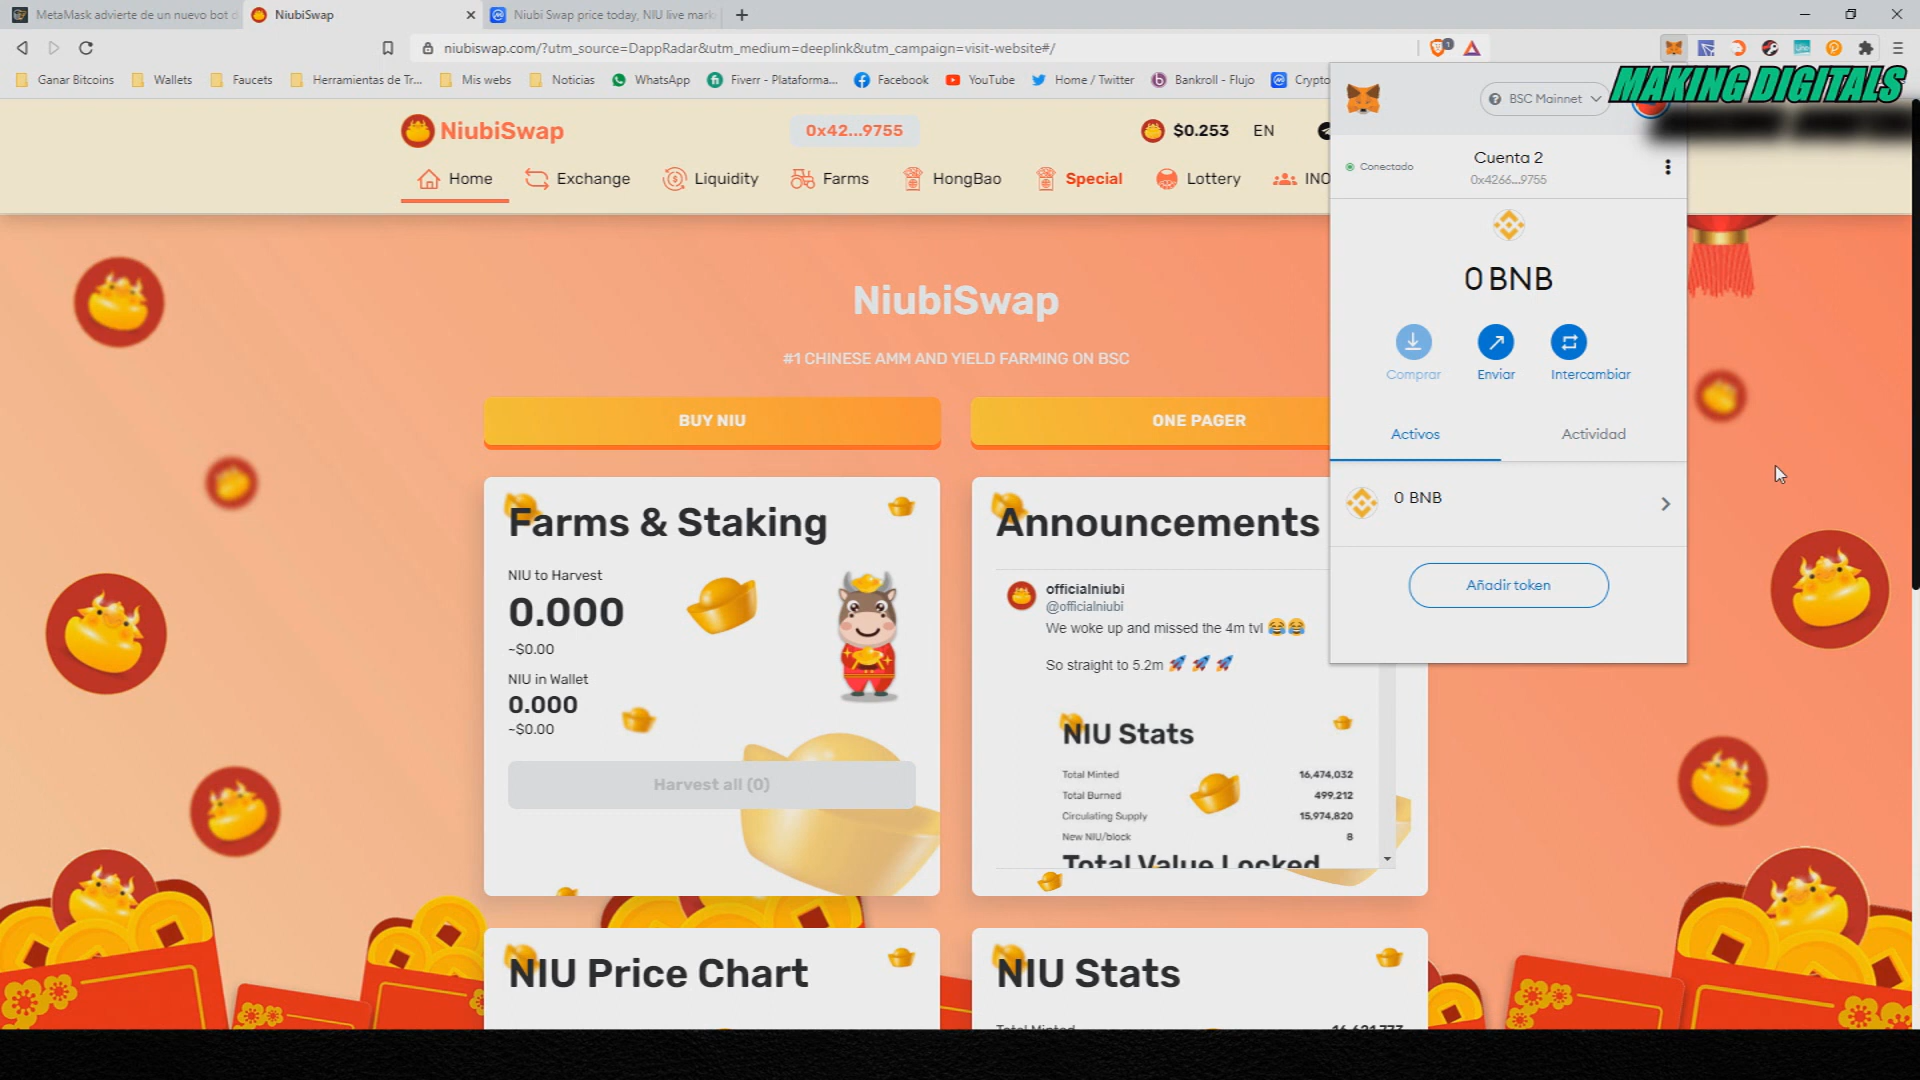 MetaMask advierte de un nuevo bot d
NiubiSwap
Niubi Swap price today, NIU live mark
niubiswap.com/?utm_source=DappRadar&utm_medium=deeplink&utm_campaign=visit-website#/
1
Ganar Bitcoins
Wallets
Faucets
Herramientas de Tr...
Mis webs
Noticias
WhatsApp
Fiverr - Plataforma...
Facebook
YouTube
Home / Twitter
Bankroll - Flujo
Crypto
MAKING DIGITALS
NiubiSwap
0x42...9755
$0.253
EN
Home
Exchange
Liquidity
Farms
HongBao
Special
Lottery
INO
BSC Mainnet
Conectado
Cuenta 2
0x4266...9755
0 BNB
Comprar
Enviar
Intercambiar
Activos
Actividad
0 BNB
Añadir token
NiubiSwap
#1 CHINESE AMM AND YIELD FARMING ON BSC
BUY NIU
ONE PAGER
Farms & Staking
NIU to Harvest
0.000
~$0.00
NIU in Wallet
0.000
~$0.00
Harvest all (0)
Announcements
officialniubi
@officialniubi
We woke up and missed the 4m tvl 😂😂
So straight to 5.2m 🚀 🚀 🚀
NIU Stats
Total Minted 16,474,032
Total Burned 499,212
Circulating Supply 15,974,820
New NIU/block 8
Total Value Locked
NIU Price Chart
NIU Stats
Total Minted 16,621,773